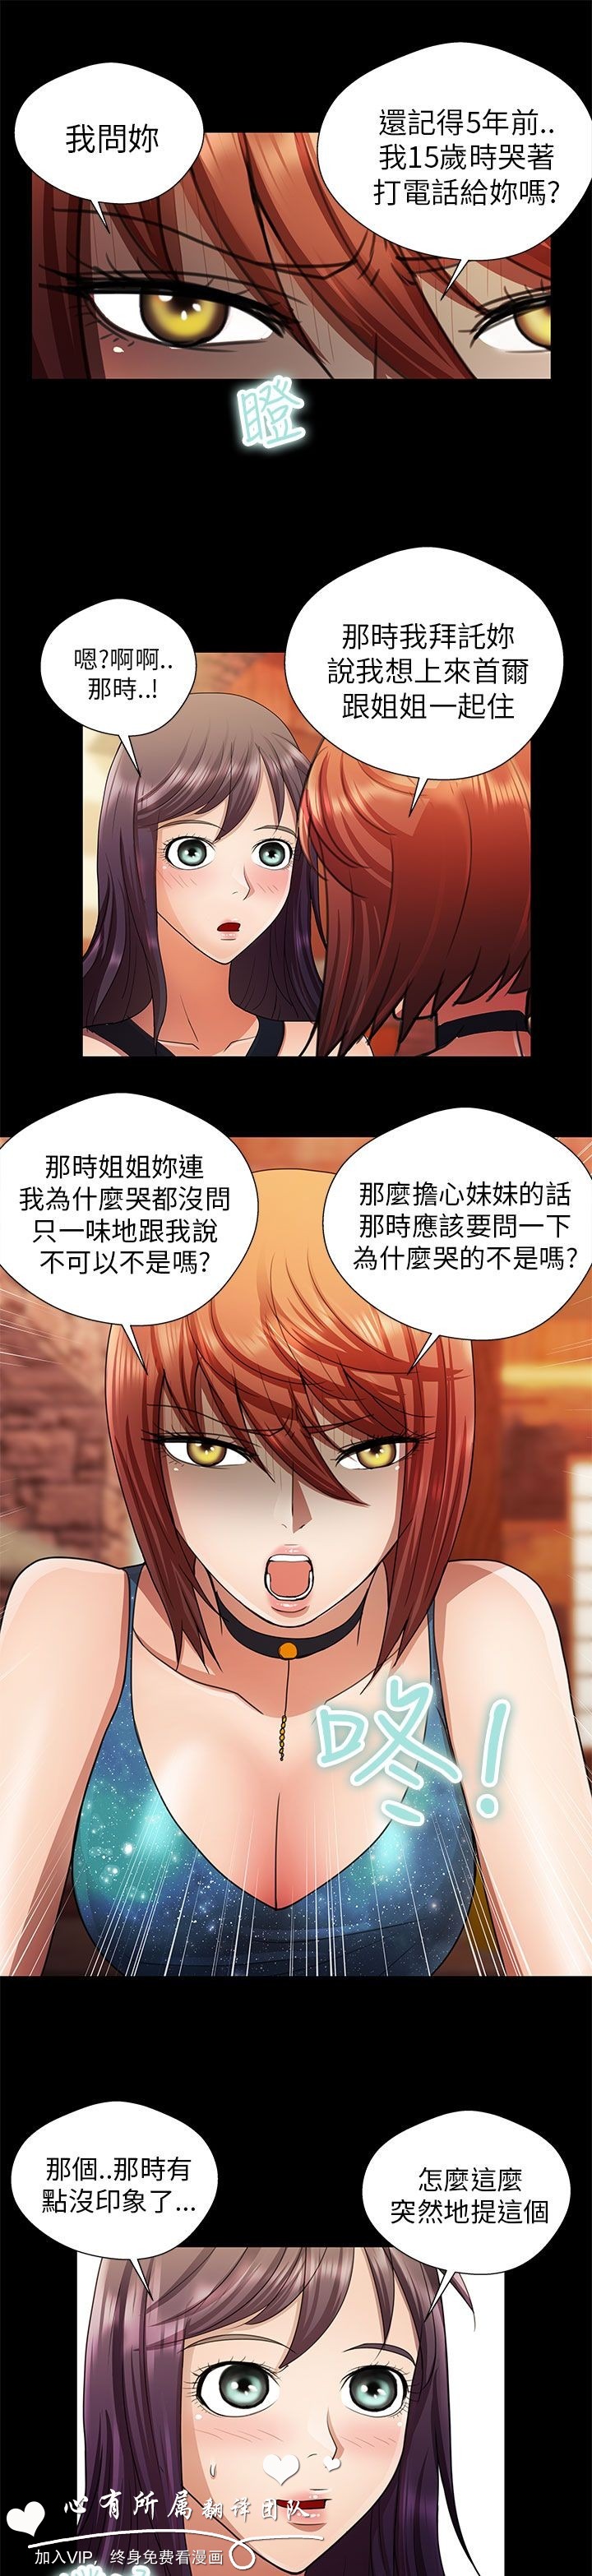 我問妳
還記得5年前..
我15歲時哭著
打電話給妳嗎?
瞪
嗯?啊啊..
那時..!
那時我拜託妳
說我想上來首爾
跟姐姐一起住
那時姐姐妳連
我為什麼哭都沒問
只一味地跟我說
不可以不是嗎?
那麼擔心妹妹的話
那時應該要問一下
為什麼哭的不是嗎?
咚!
那個..那時有
點沒印象了...
怎麼這麼
突然地提這個
心有所属翻译团队
加入VIP，终身免费看漫画